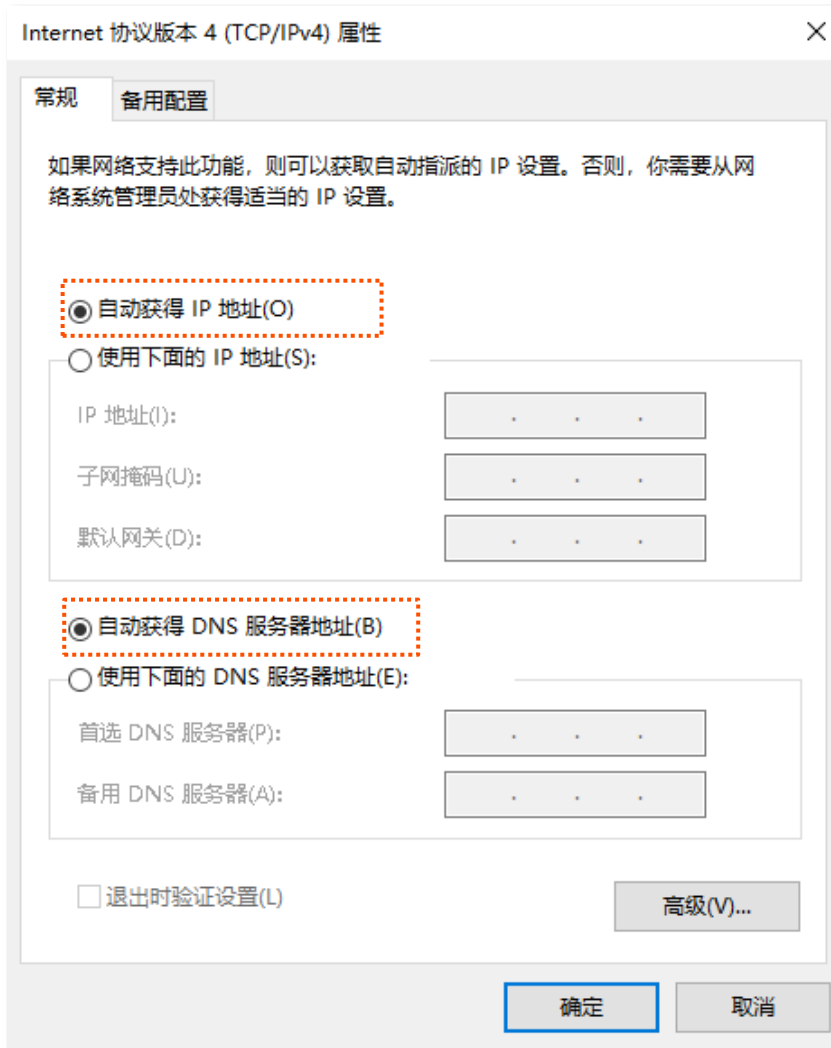 Internet 协议版本 4 (TCP/IPv4) 属性
常规
备用配置
如果网络支持此功能，则可以获取自动指派的 IP 设置。否则，你需要从网
络系统管理员处获得适当的 IP 设置。
自动获得 IP 地址(O)
使用下面的 IP 地址(S):
IP 地址(I):
子网掩码(U):
默认网关(D):
自动获得 DNS 服务器地址(B)
使用下面的 DNS 服务器地址(E):
首选 DNS 服务器(P):
备用 DNS 服务器(A):
退出时验证设置(L)
高级(V)...
确定
取消